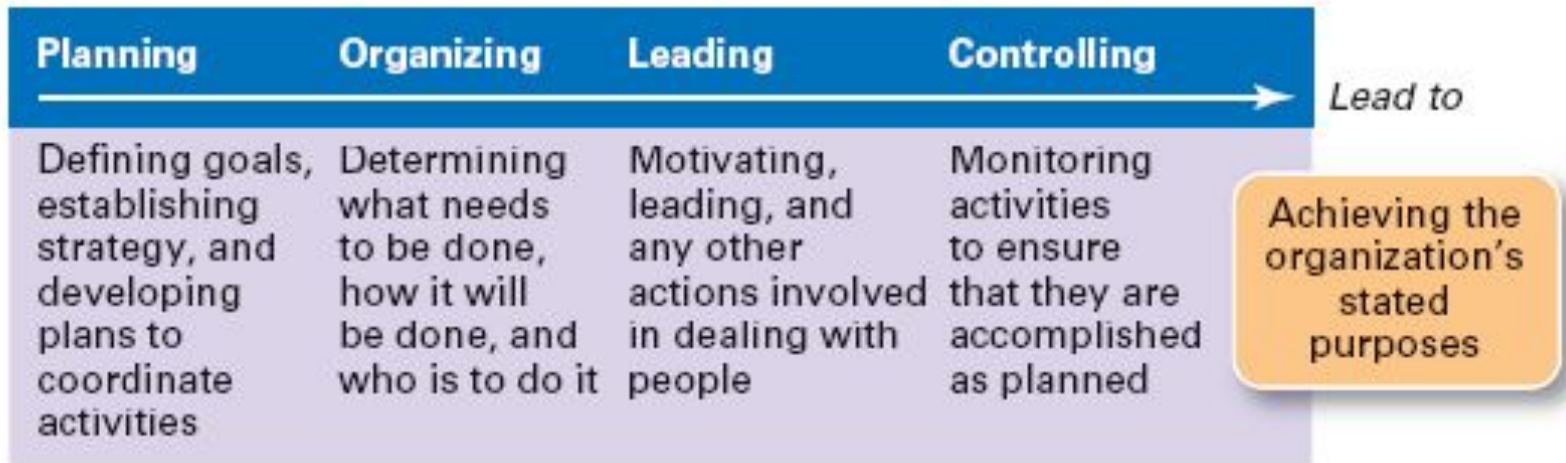 Planning
Organizing
Leading
Controlling
Lead to
Defining goals,
establishing
strategy, and
developing
plans to
coordinate
activities
Determining
what needs
to be done,
how it will
be done, and
who is to do it
Motivating,
leading, and
any other
actions involved
in dealing with
people
Monitoring
activities
to ensure
that they are
accomplished
as planned
Achieving the
organization's
stated
purposes